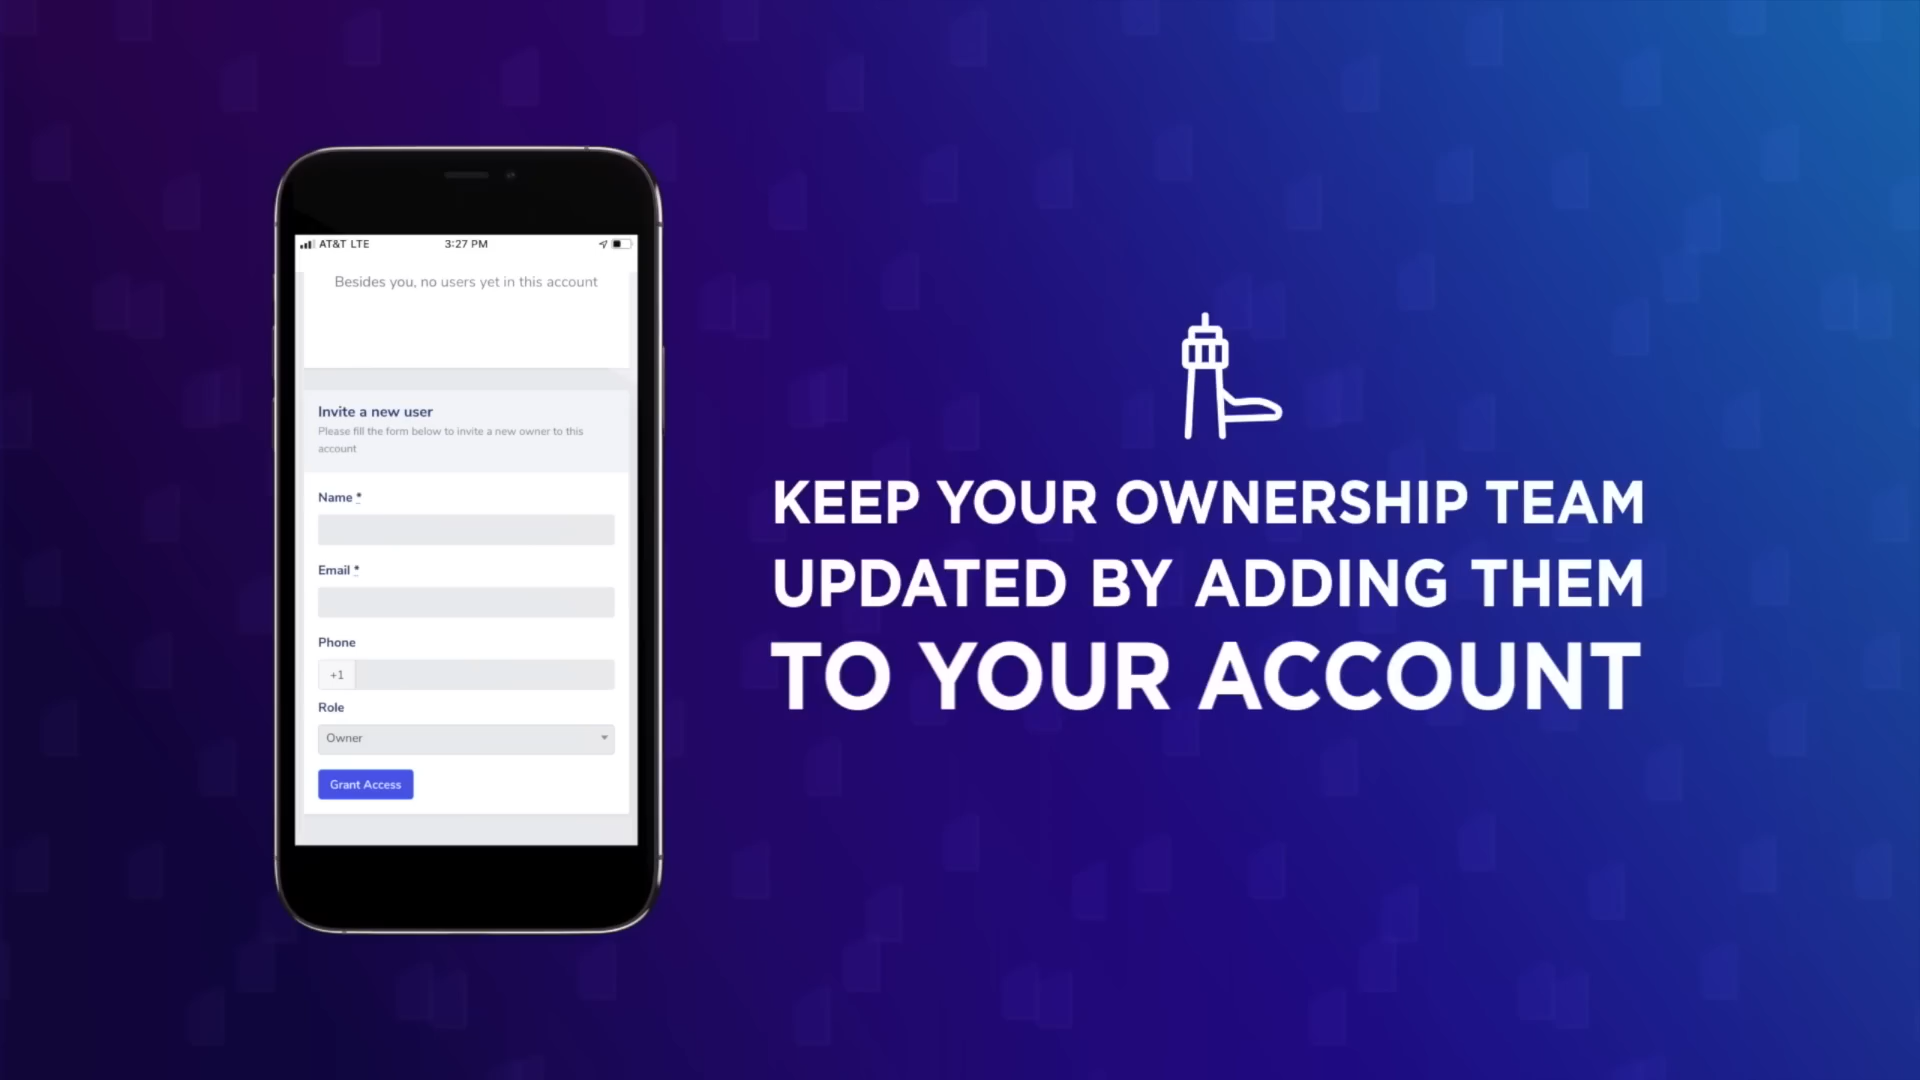 AT&T LTE 3:27 PM
Besides you, no users yet in this account
Invite a new user
Please fill the form below to invite a new owner to this
account
Name *
Email *
Phone
+1
Role
Owner
Grant Access
KEEP YOUR OWNERSHIP TEAM
UPDATED BY ADDING THEM
TO YOUR ACCOUNT